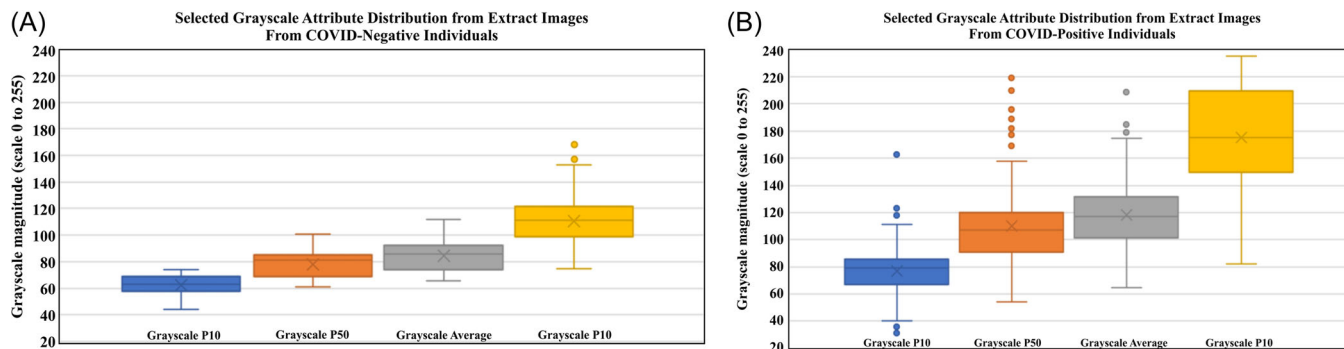 (A)
Selected Grayscale Attribute Distribution from Extract Images
From COVID-Negative Individuals
Grayscale magnitude (scale 0 to 255)
240
220
200
180
160
140
120
100
80
60
40
20
Grayscale P10 Grayscale P50 Grayscale Average Grayscale P10
(B)
Selected Grayscale Attribute Distribution from Extract Images
From COVID-Positive Individuals
Grayscale magnitude (scale 0 to 255)
240
220
200
180
160
140
120
100
80
60
40
20
Grayscale P10 Grayscale P50 Grayscale Average Grayscale P10